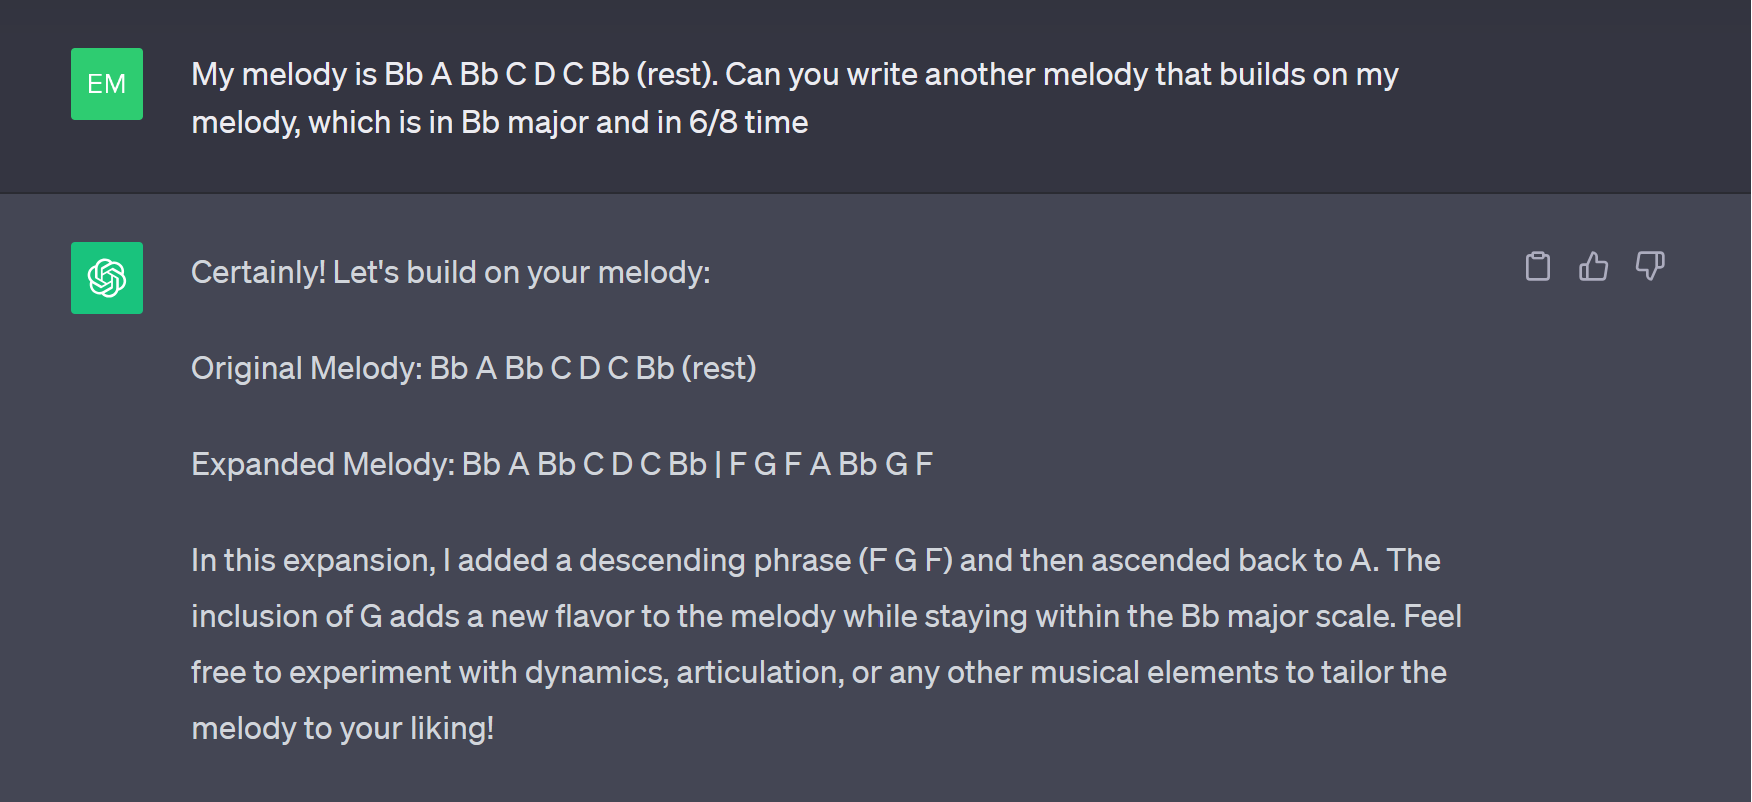 EM
My melody is Bb A Bb C D C Bb (rest). Can you write another melody that builds on my
melody, which is in Bb major and in 6/8 time
Certainly! Let's build on your melody:
Original Melody: Bb A Bb C D C Bb (rest)
Expanded Melody: Bb A Bb C D C Bb | F G F A Bb G F
In this expansion, I added a descending phrase (F G F) and then ascended back to A. The
inclusion of G adds a new flavor to the melody while staying within the Bb major scale. Feel
free to experiment with dynamics, articulation, or any other musical elements to tailor the
melody to your liking!